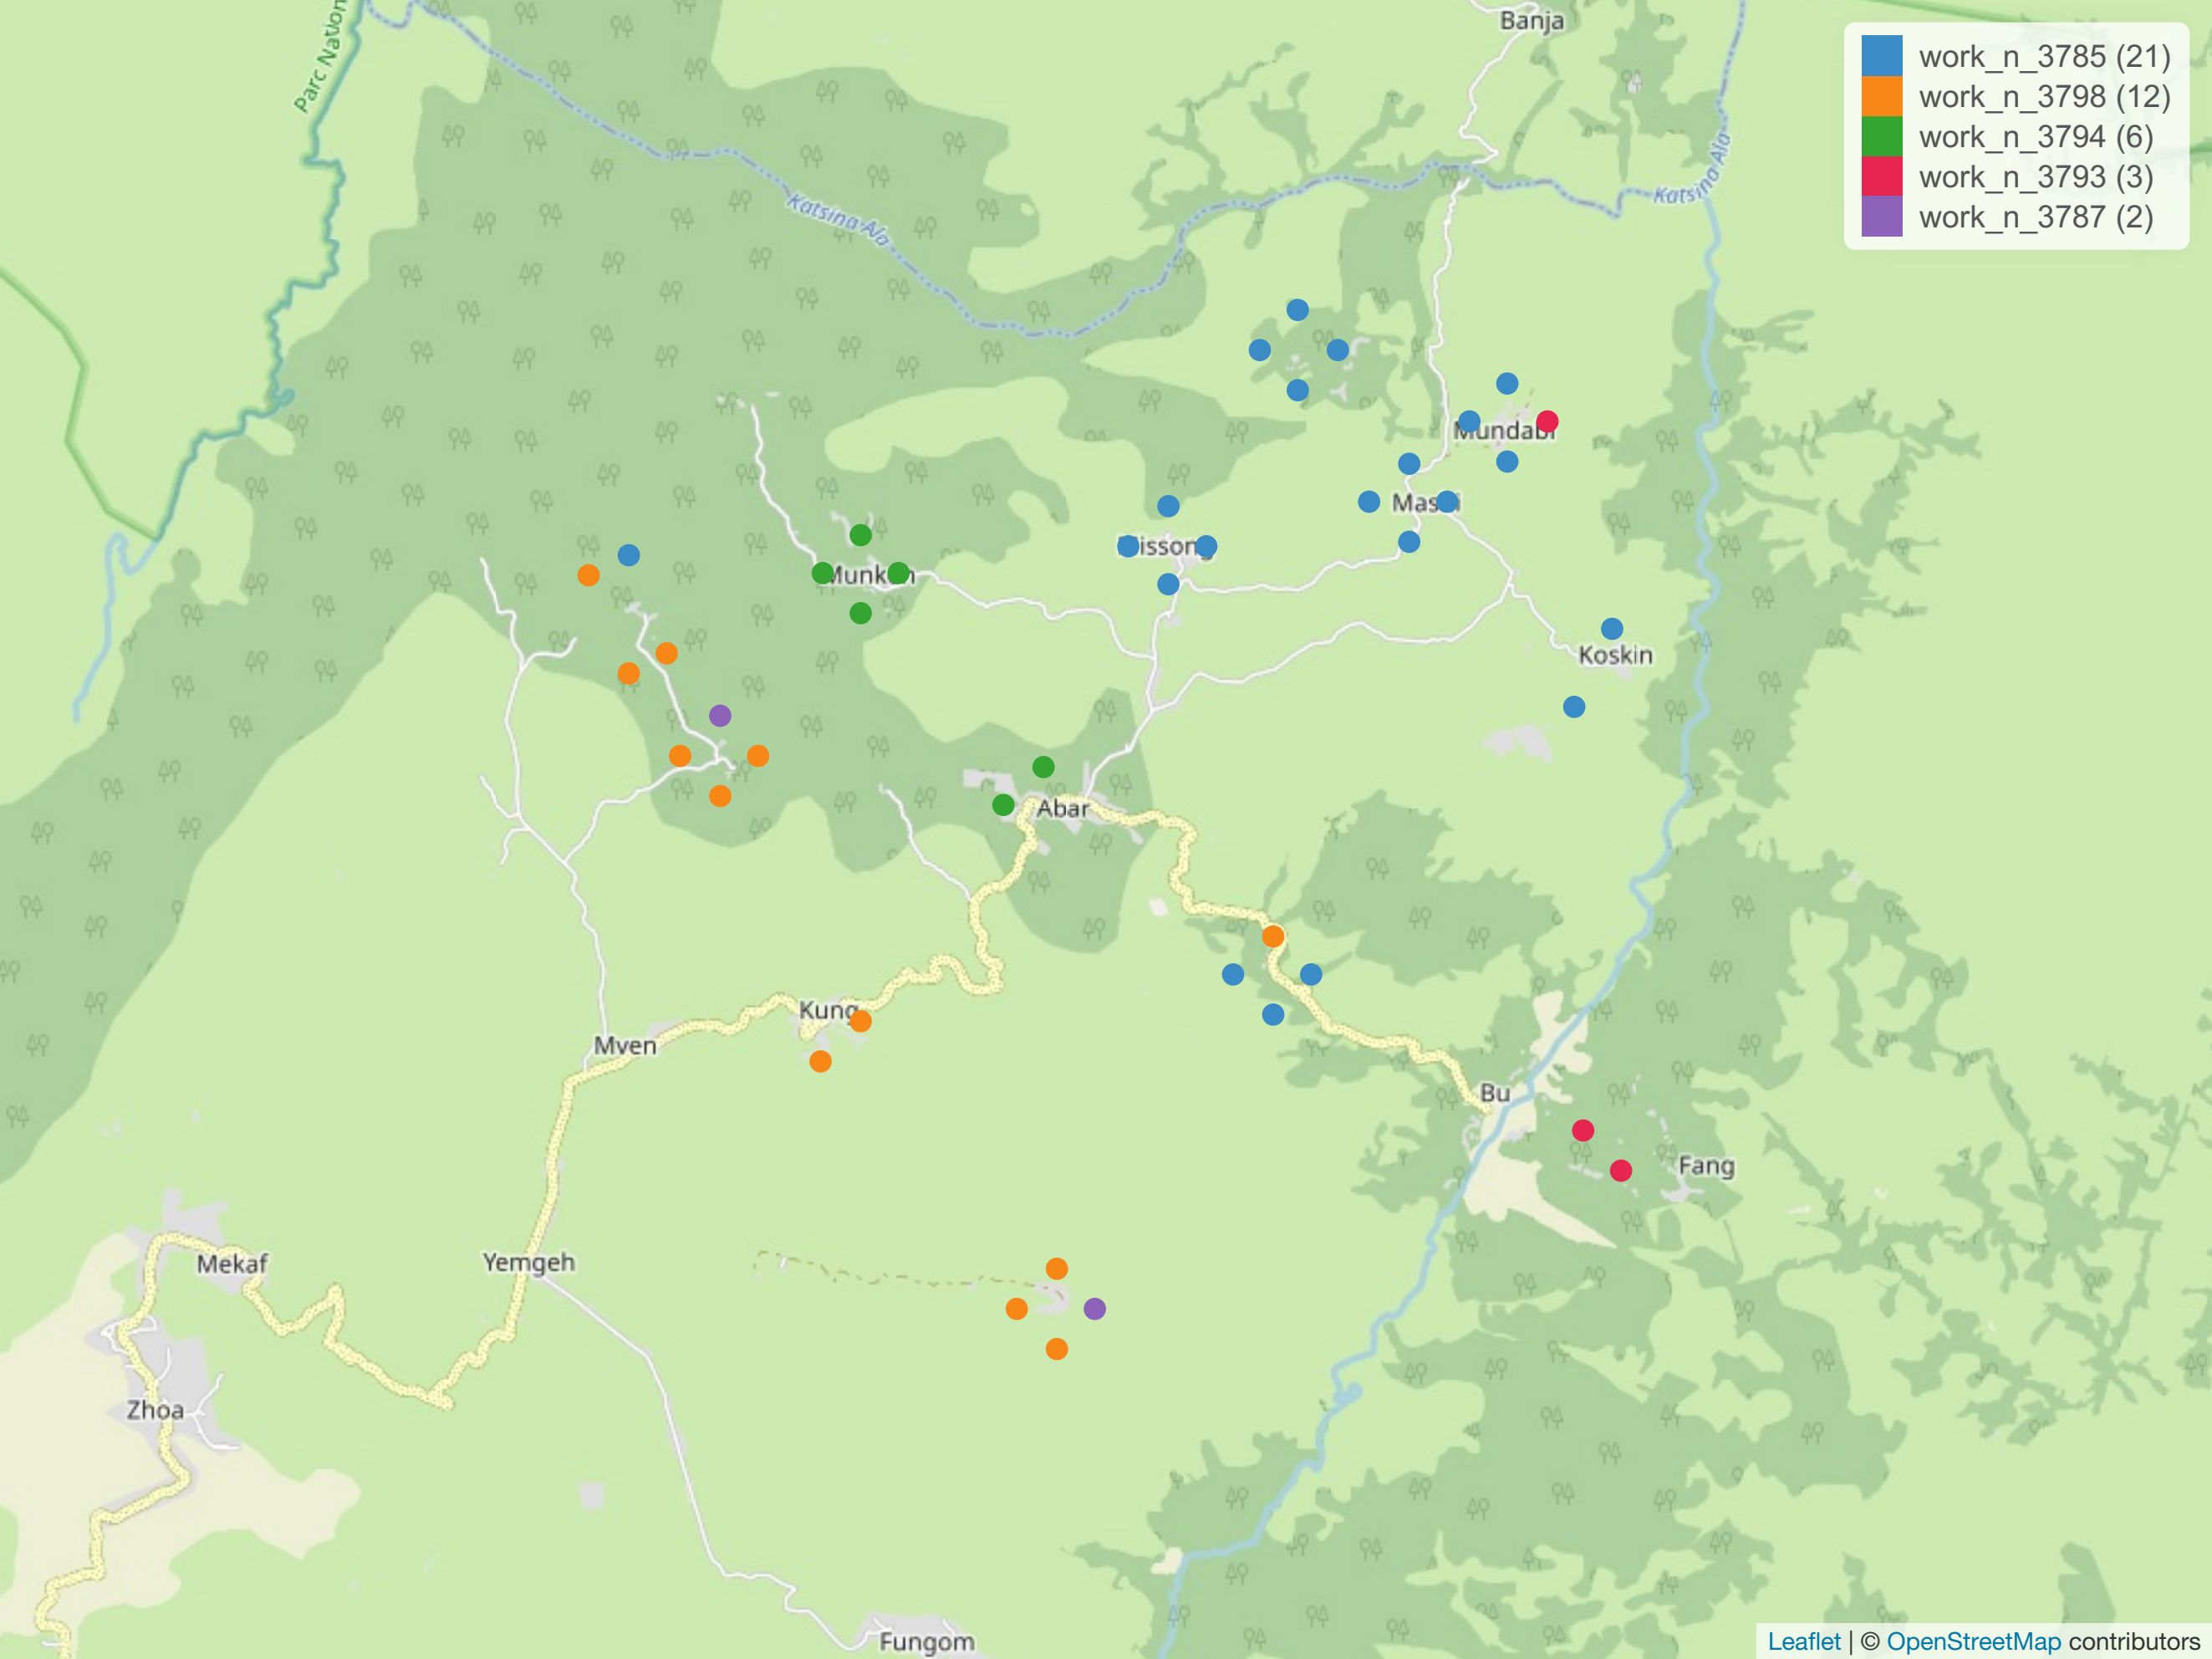 Parc Nation
Banja
work_n_3785 (21)
work_n_3798 (12)
work_n_3794 (6)
work_n_3793 (3)
work_n_3787 (2)
Katsina Ala
Katsina Ala
Mundabi
Koskin
Abar
Kung
Mven
Bu
Fang
Mekaf
Yemgeh
Zhoa
Fungom
Leaflet | © OpenStreetMap contributors